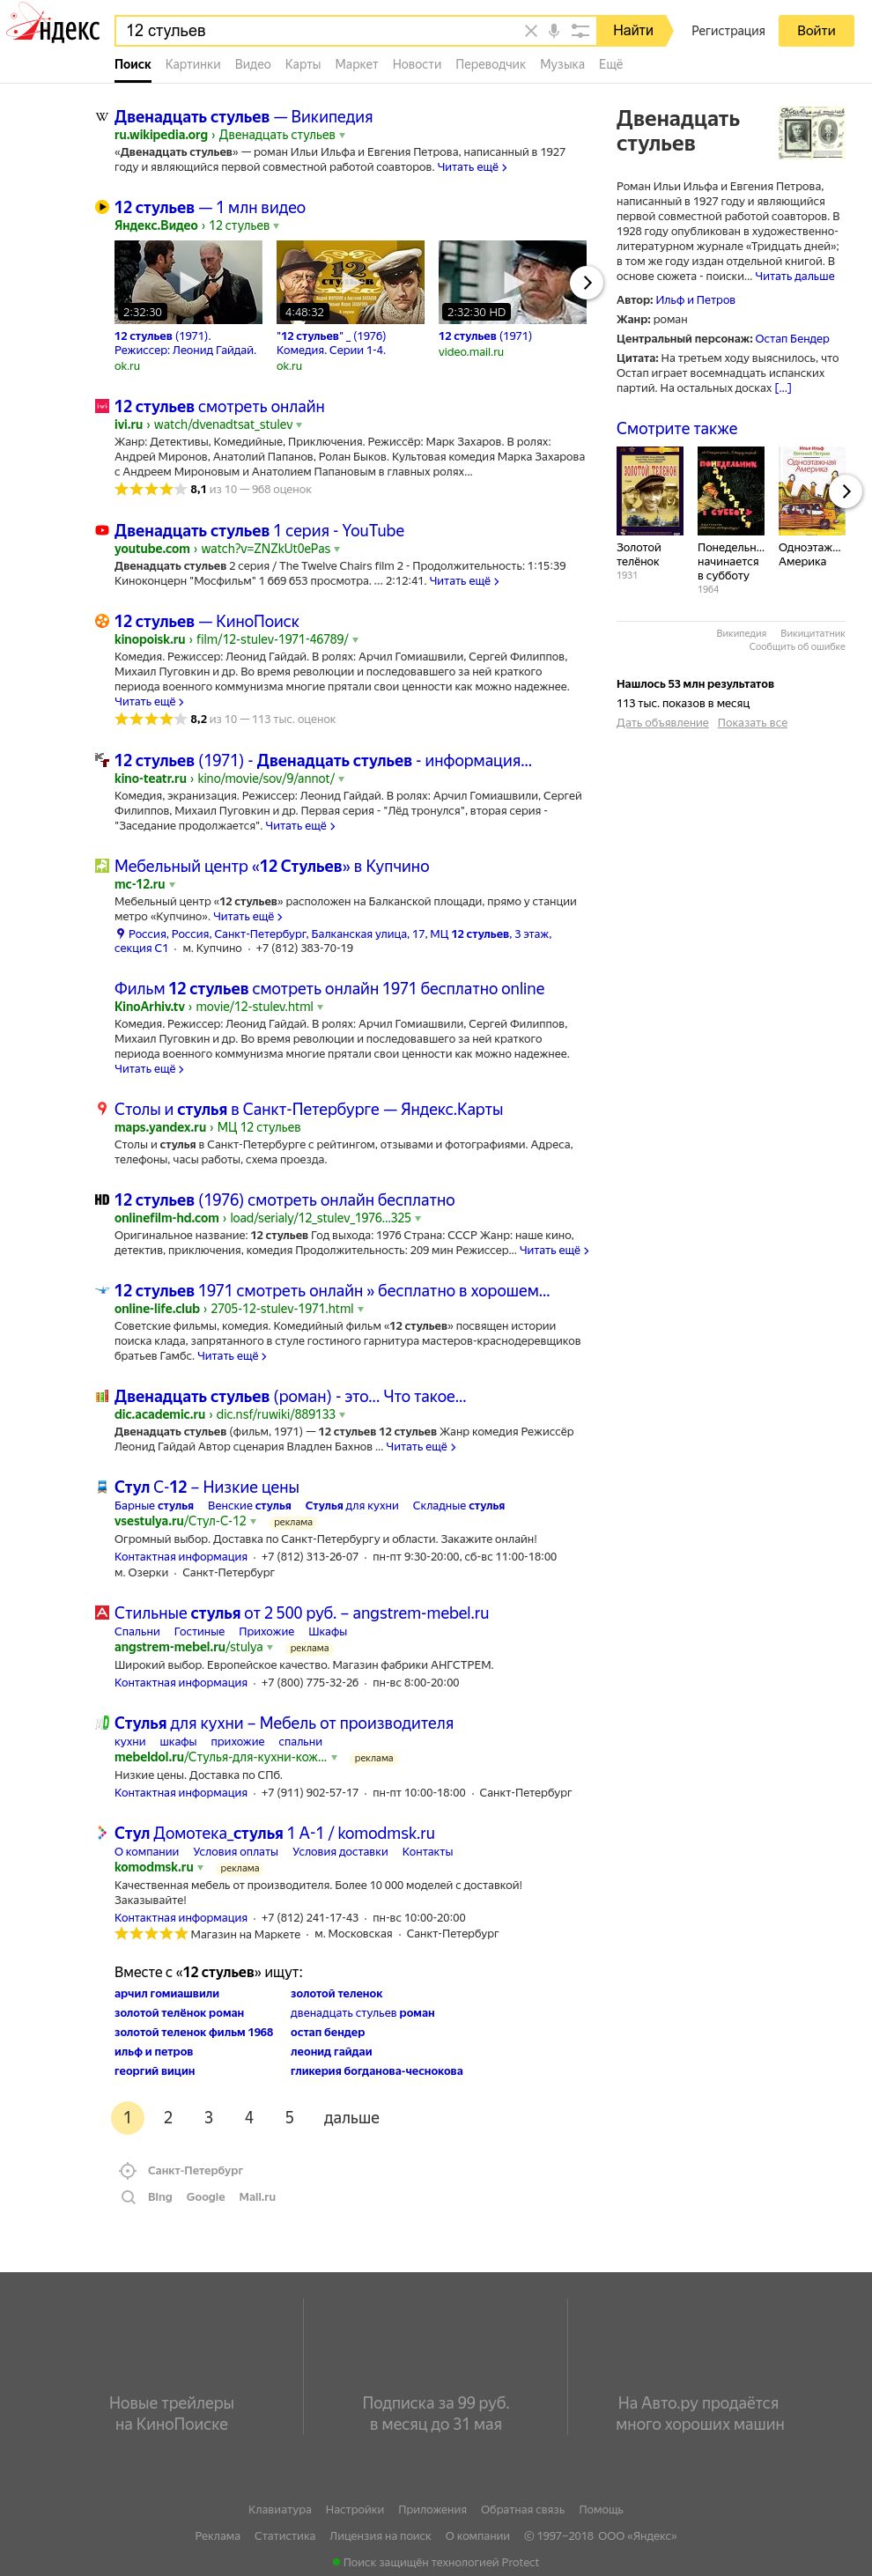 Яндекс
12 стульев
Найти
Регистрация
Войти
Поиск Картинки Видео Карты Маркет Новости Переводчик Музыка Ещё
Двенадцать стульев — Википедия
ru.wikipedia.org › Двенадцать стульев
«Двенадцать стульев» — роман Ильи Ильфа и Евгения Петрова, написанный в 1927
году и являющийся первой совместной работой соавторов. Читать ещё
12 стульев — 1 млн видео
Яндекс.Видео › 12 стульев
2:32:30
4:48:32
2:32:30 HD
12 стульев (1971).
Режиссер: Леонид Гайдай.
ok.ru
"12 стульев" _ (1976)
Комедия. Серии 1-4.
ok.ru
12 стульев (1971)
video.mail.ru
12 стульев смотреть онлайн
ivi.ru › watch/dvenadtsat_stulev
Жанр: Детективы, Комедийные, Приключения. Режиссёр: Марк Захаров. В ролях:
Андрей Миронов, Анатолий Папанов, Ролан Быков. Культовая комедия Марка Захарова
с Андреем Мироновым и Анатолием Папановым в главных ролях...
8,1 из 10 — 968 оценок
Двенадцать стульев 1 серия - YouTube
youtube.com › watch?v=ZNZkUt0ePas
Двенадцать стульев 2 серия / The Twelve Chairs film 2 - Продолжительность: 1:15:39
Киноконцерн "Мосфильм" 1 669 653 просмотра. ... 2:12:41. Читать ещё
12 стульев — КиноПоиск
kinopoisk.ru › film/12-stulev-1971-46789/
Комедия. Режиссер: Леонид Гайдай. В ролях: Арчил Гомиашвили, Сергей Филиппов,
Михаил Пуговкин и др. Во время революции и последовавшего за ней краткого
периода военного коммунизма многие прятали свои ценности как можно надежнее.
Читать ещё
8,2 из 10 — 113 тыс. оценок
12 стульев (1971) - Двенадцать стульев - информация...
kino-teatr.ru › kino/movie/sov/9/annot/
Комедия, экранизация. Режиссер: Леонид Гайдай. В ролях: Арчил Гомиашвили, Сергей
Филиппов, Михаил Пуговкин и др. Первая серия - "Лёд тронулся", вторая серия -
"Заседание продолжается". Читать ещё
Мебельный центр «12 Стульев» в Купчино
mc-12.ru
Мебельный центр «12 стульев» расположен на Балканской площади, прямо у станции
метро «Купчино». Читать ещё
Россия, Россия, Санкт-Петербург, Балканская улица, 17, МЦ 12 стульев, 3 этаж,
секция С1 · м. Купчино · +7 (812) 383-70-19
Фильм 12 стульев смотреть онлайн 1971 бесплатно online
KinoArhiv.tv › movie/12-stulev.html
Комедия. Режиссер: Леонид Гайдай. В ролях: Арчил Гомиашвили, Сергей Филиппов,
Михаил Пуговкин и др. Во время революции и последовавшего за ней краткого
периода военного коммунизма многие прятали свои ценности как можно надежнее.
Читать ещё
Столы и стулья в Санкт-Петербурге — Яндекс.Карты
maps.yandex.ru › МЦ 12 стульев
Столы и стулья в Санкт-Петербурге с рейтингом, отзывами и фотографиями. Адреса,
телефоны, часы работы, схема проезда.
HD 12 стульев (1976) смотреть онлайн бесплатно
onlinefilm-hd.com › load/serialy/12_stulev_1976...325
Оригинальное название: 12 стульев Год выхода: 1976 Страна: СССР Жанр: наше кино,
детектив, приключения, комедия Продолжительность: 209 мин Режиссер... Читать ещё
12 стульев 1971 смотреть онлайн » бесплатно в хорошем...
online-life.club › 2705-12-stulev-1971.html
Советские фильмы, комедия. Комедийный фильм «12 стульев» посвящен истории
поиска клада, запрятанного в стуле гостиного гарнитура мастеров-краснодеревщиков
братьев Гамбс. Читать ещё
Двенадцать стульев (роман) - это... Что такое...
dic.academic.ru › dic.nsf/ruwiki/889133
Двенадцать стульев (фильм, 1971) — 12 стульев 12 стульев Жанр комедия Режиссёр
Леонид Гайдай Автор сценария Владлен Бахнов ... Читать ещё
Стул С-12 – Низкие цены
Барные стулья Венские стулья Стулья для кухни Складные стулья
vsestulya.ru/Стул-С-12 реклама
Огромный выбор. Доставка по Санкт-Петербургу и области. Закажите онлайн!
Контактная информация · +7 (812) 313-26-07 · пн-пт 9:30-20:00, сб-вс 11:00-18:00
м. Озерки · Санкт-Петербург
Стильные стулья от 2 500 руб. – angstrem-mebel.ru
Спальни Гостиные Прихожие Шкафы
angstrem-mebel.ru/stulya реклама
Широкий выбор. Европейское качество. Магазин фабрики АНГСТРЕМ.
Контактная информация · +7 (800) 775-32-26 · пн-вс 8:00-20:00
Стулья для кухни – Мебель от производителя
кухни шкафы прихожие спальни
mebeldol.ru/Стулья-для-кухни-кож... реклама
Низкие цены. Доставка по СПб.
Контактная информация · +7 (911) 902-57-17 · пн-пт 10:00-18:00 · Санкт-Петербург
Стул Домотека_стулья 1 А-1 / komodmsk.ru
О компании Условия оплаты Условия доставки Контакты
komodmsk.ru реклама
Качественная мебель от производителя. Более 10 000 моделей с доставкой!
Заказывайте!
Контактная информация · +7 (812) 241-17-43 · пн-вс 10:00-20:00
Магазин на Маркете · м. Московская · Санкт-Петербург
Вместе с «12 стульев» ищут:
арчил гомиашвили
золотой телёнок роман
золотой теленок фильм 1968
ильф и петров
георгий вицин
золотой теленок
двенадцать стульев роман
остап бендер
леонид гайдаи
гликерия богданова-чеснокова
1 2 3 4 5 дальше
Санкт-Петербург
Bing Google Mail.ru
Двенадцать
стульев
Роман Ильи Ильфа и Евгения Петрова,
написанный в 1927 году и являющийся
первой совместной работой соавторов. В
1928 году опубликован в художественно-
литературном журнале «Тридцать дней»;
в том же году издан отдельной книгой. В
основе сюжета - поиски... Читать дальше
Автор: Ильф и Петров
Жанр: роман
Центральный персонаж: Остап Бендер
Цитата: На третьем ходу выяснилось, что
Остап играет восемнадцать испанских
партий. На остальных досках [...]
Смотрите также
Золотой
телёнок
1931
Понедельн...
начинается
в субботу
1964
Одноэтаж...
Америка
Википедия Викицитатник
Сообщить об ошибке
Нашлось 53 млн результатов
113 тыс. показов в месяц
Дать объявление Показать все
Новые трейлеры
на КиноПоиске
Подписка за 99 руб.
в месяц до 31 мая
На Авто.ру продаётся
много хороших машин
Клавиатура Настройки Приложения Обратная связь Помощь
Реклама Статистика Лицензия на поиск О компании © 1997–2018 ООО «Яндекс»
Поиск защищён технологией Protect